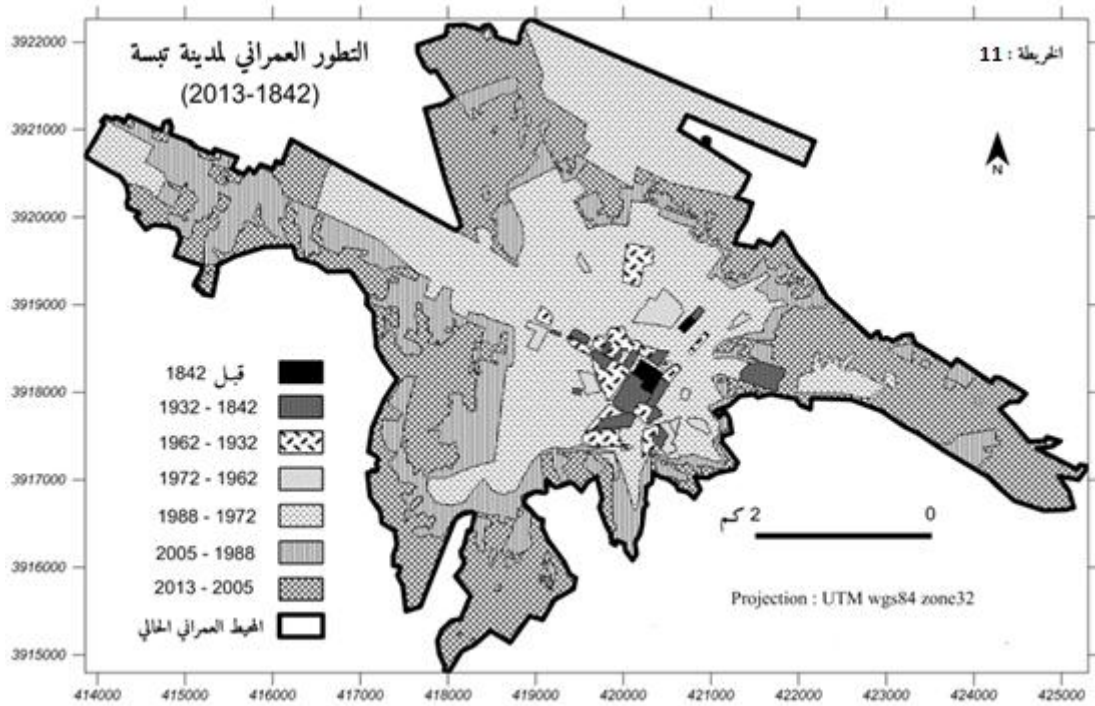 التطور العمراني لمدينة تبسة
(2013-1842)
الخريطة : 11
N
3922000
3921000
3920000
3919000
3918000
3917000
3916000
3915000
قبل 1842
1932 - 1842
1962 - 1932
1972 - 1962
1988 - 1972
2005 - 1988
2013 - 2005
المحيط العمراني الحالي
كم 2 0
Projection : UTM wgs84 zone32
414000 415000 416000 417000 418000 419000 420000 421000 422000 423000 424000 425000